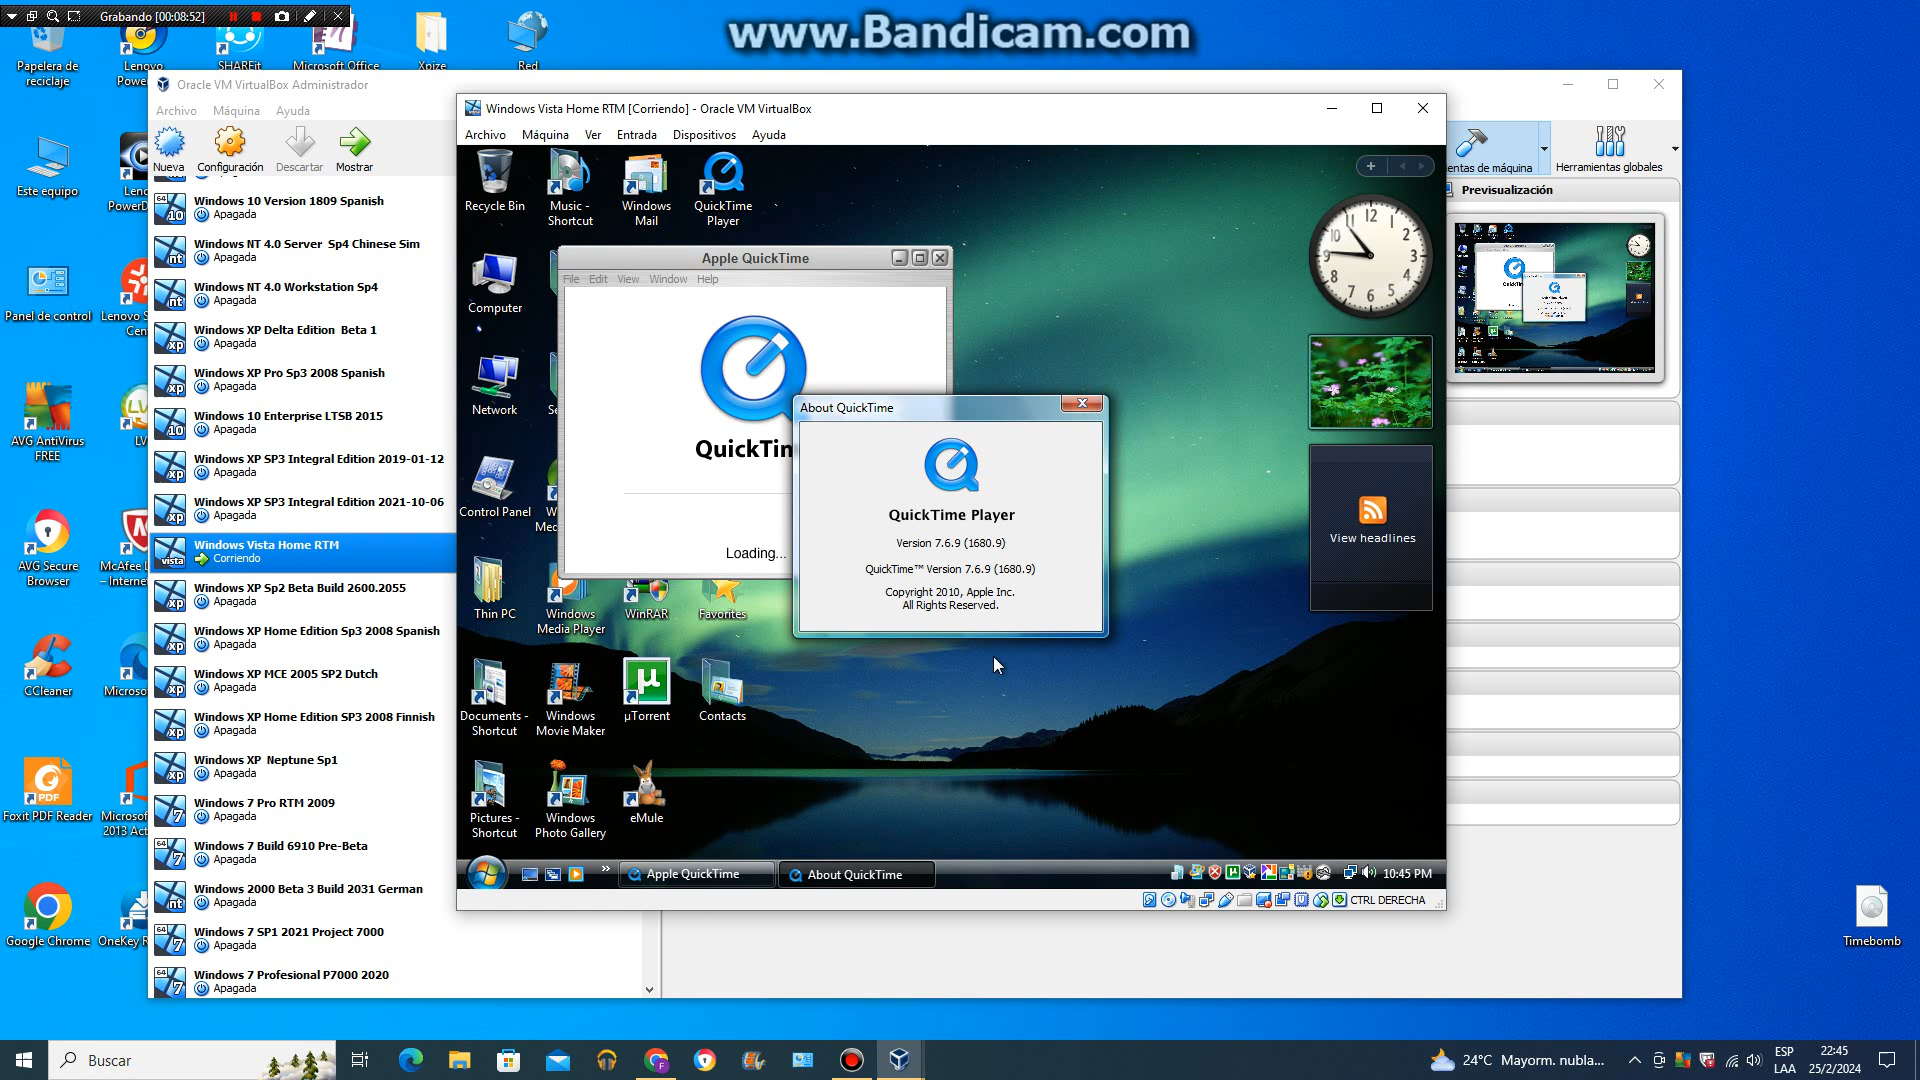 Grabando [00:08:52]
www.Bandicam.com
Papelera de
reciclaje
Lenovo
Power
SHAREit
Microsoft Office
Xpize
Red
Este equipo
Panel de control
AVG AntiVirus
FREE
LV
AVG Secure
Browser
CCleaner
Foxit PDF Reader
2013 Act
Google Chrome
OneKey R
Timebomb
Oracle VM VirtualBox Administrador
Archivo Máquina Ayuda
Nueva
Configuración
Descartar
Mostrar
Windows 10 Version 1809 Spanish
Apagada
Windows NT 4.0 Server Sp4 Chinese Sim
Apagada
Windows NT 4.0 Workstation Sp4
Apagada
Windows XP Delta Edition Beta 1
Apagada
Windows XP Pro Sp3 2008 Spanish
Apagada
Windows 10 Enterprise LTSB 2015
Apagada
Windows XP SP3 Integral Edition 2019-01-12
Apagada
Windows XP SP3 Integral Edition 2021-10-06
Apagada
Windows Vista Home RTM
Corriendo
Windows XP Sp2 Beta Build 2600.2055
Apagada
Windows XP Home Edition Sp3 2008 Spanish
Apagada
Windows XP MCE 2005 SP2 Dutch
Apagada
Windows XP Home Edition SP3 2008 Finnish
Apagada
Windows XP Neptune Sp1
Apagada
Windows 7 Pro RTM 2009
Apagada
Windows 7 Build 6910 Pre-Beta
Apagada
Windows 2000 Beta 3 Build 2031 German
Apagada
Windows 7 SP1 2021 Project 7000
Apagada
Windows 7 Profesional P7000 2020
Apagada
entas de máquina
Herramientas globales
Previsualización
Windows Vista Home RTM [Corriendo] - Oracle VM VirtualBox
Archivo Máquina Ver Entrada Dispositivos Ayuda
Recycle Bin
Music -
Shortcut
Windows
Mail
QuickTime
Player
Computer
Network
Control Panel
Thin PC
Windows
Media Player
WinRAR
Favorites
Documents -
Shortcut
Windows
Movie Maker
µTorrent
Contacts
Pictures -
Shortcut
Windows
Photo Gallery
eMule
Apple QuickTime
File Edit View Window Help
QuickTim
Loading...
About QuickTime
QuickTime Player
Version 7.6.9 (1680.9)
QuickTime™ Version 7.6.9 (1680.9)
Copyright 2010, Apple Inc.
All Rights Reserved.
View headlines
Apple QuickTime
About QuickTime
10:45 PM
CTRL DERECHA
Buscar
24°C Mayorm. nubla...
ESP
LAA
22:45
25/2/2024